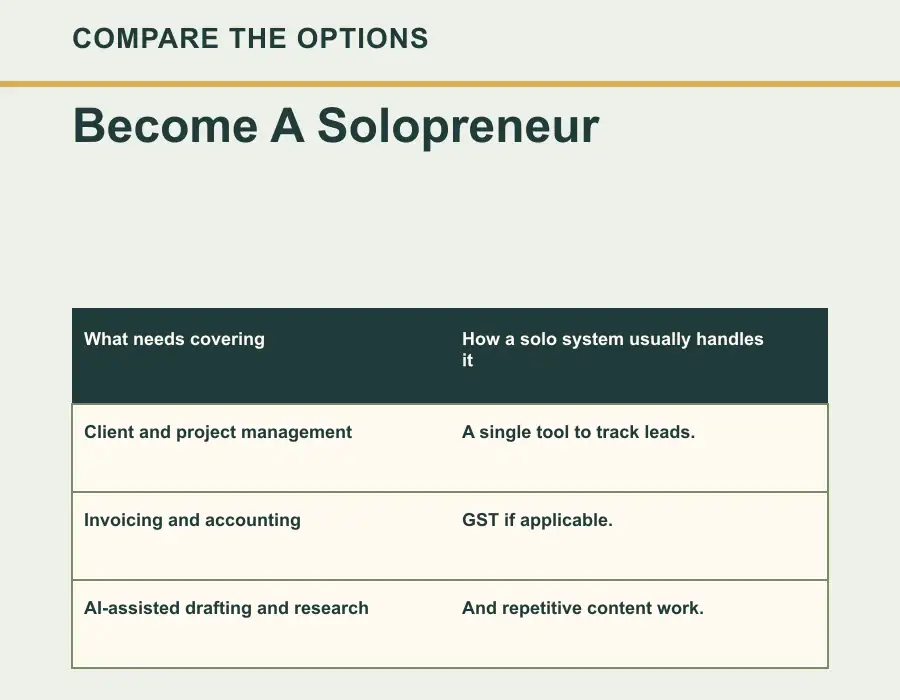 COMPARE THE OPTIONS
Become A Solopreneur
What needs covering
How a solo system usually handles
it
Client and project management
A single tool to track leads.
Invoicing and accounting
GST if applicable.
AI-assisted drafting and research
And repetitive content work.